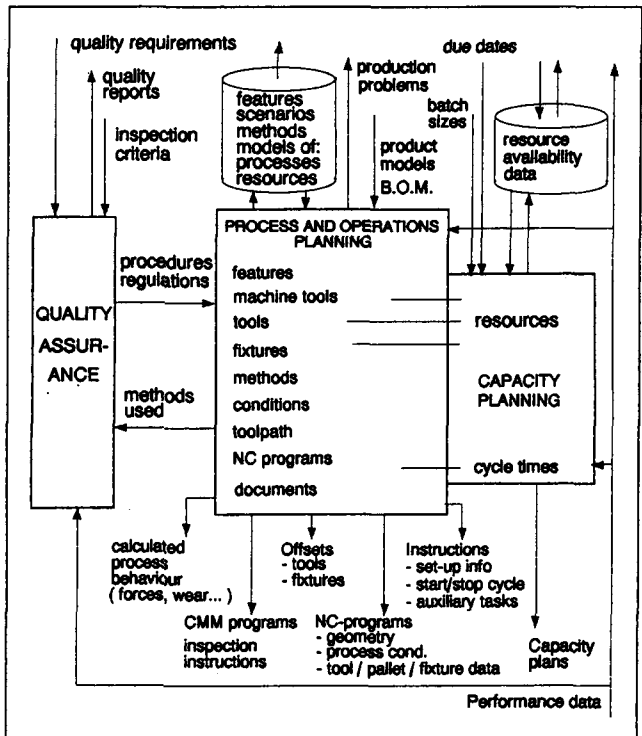 quality requirements
quality
reports
inspection
criteria
features
scenarios
methods
models of:
processes
resources
production
problems
product
models
B.O.M.
due dates
batch
sizes
resource
availability
data
QUALITY
ASSUR-
ANCE
procedures
regulations
methods
used
PROCESS AND OPERATIONS
PLANNING
features
machine tools
tools
fixtures
methods
conditions
toolpath
NC programs
documents
resources
CAPACITY
PLANNING
cycle times
calculated
process
behaviour
( forces, wear... )
CMM programs
inspection
instructions
Offsets
- tools
- fixtures
NC-programs
- geometry
- process cond.
- tool / pallet / fixture data
Instructions
- set-up info
- start/stop cycle
- auxiliary tasks
Capacity
plans
Performance data